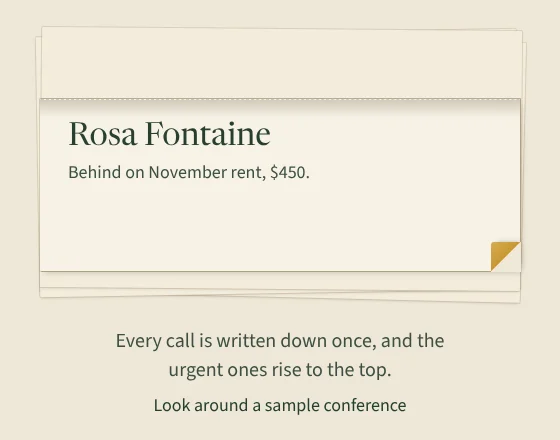 Rosa Fontaine
Behind on November rent, $450.
Every call is written down once, and the
urgent ones rise to the top.
Look around a sample conference